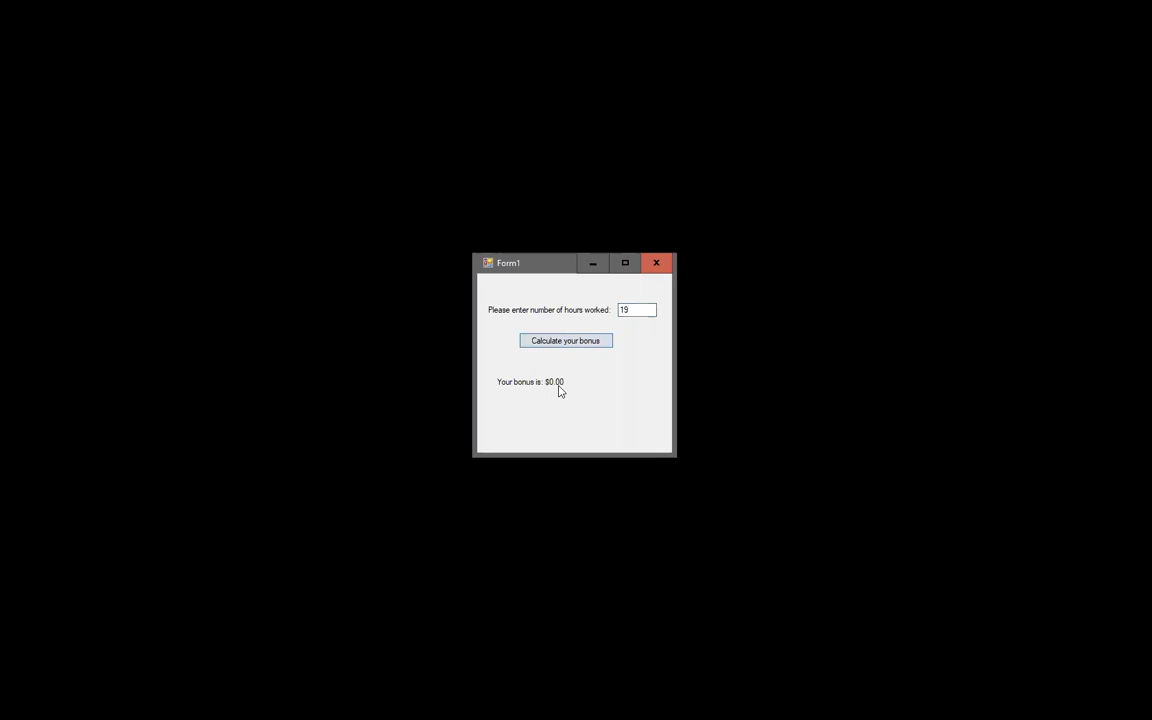 Form1
Please enter number of hours worked: 19
Calculate your bonus
Your bonus is: $0.00